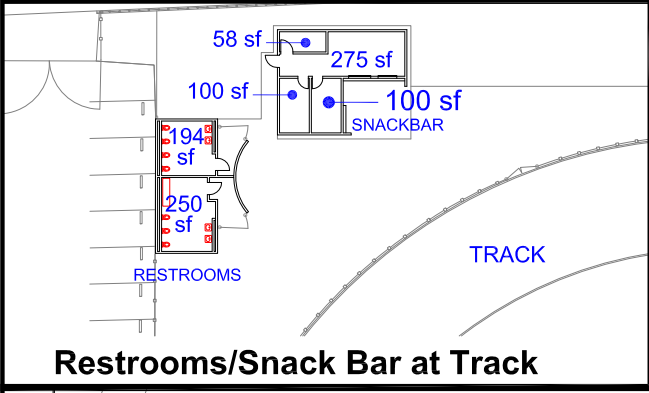 58 sf
275 sf
100 sf
100 sf
SNACKBAR
194
sf
250
sf
RESTROOMS
TRACK
Restrooms/Snack Bar at Track